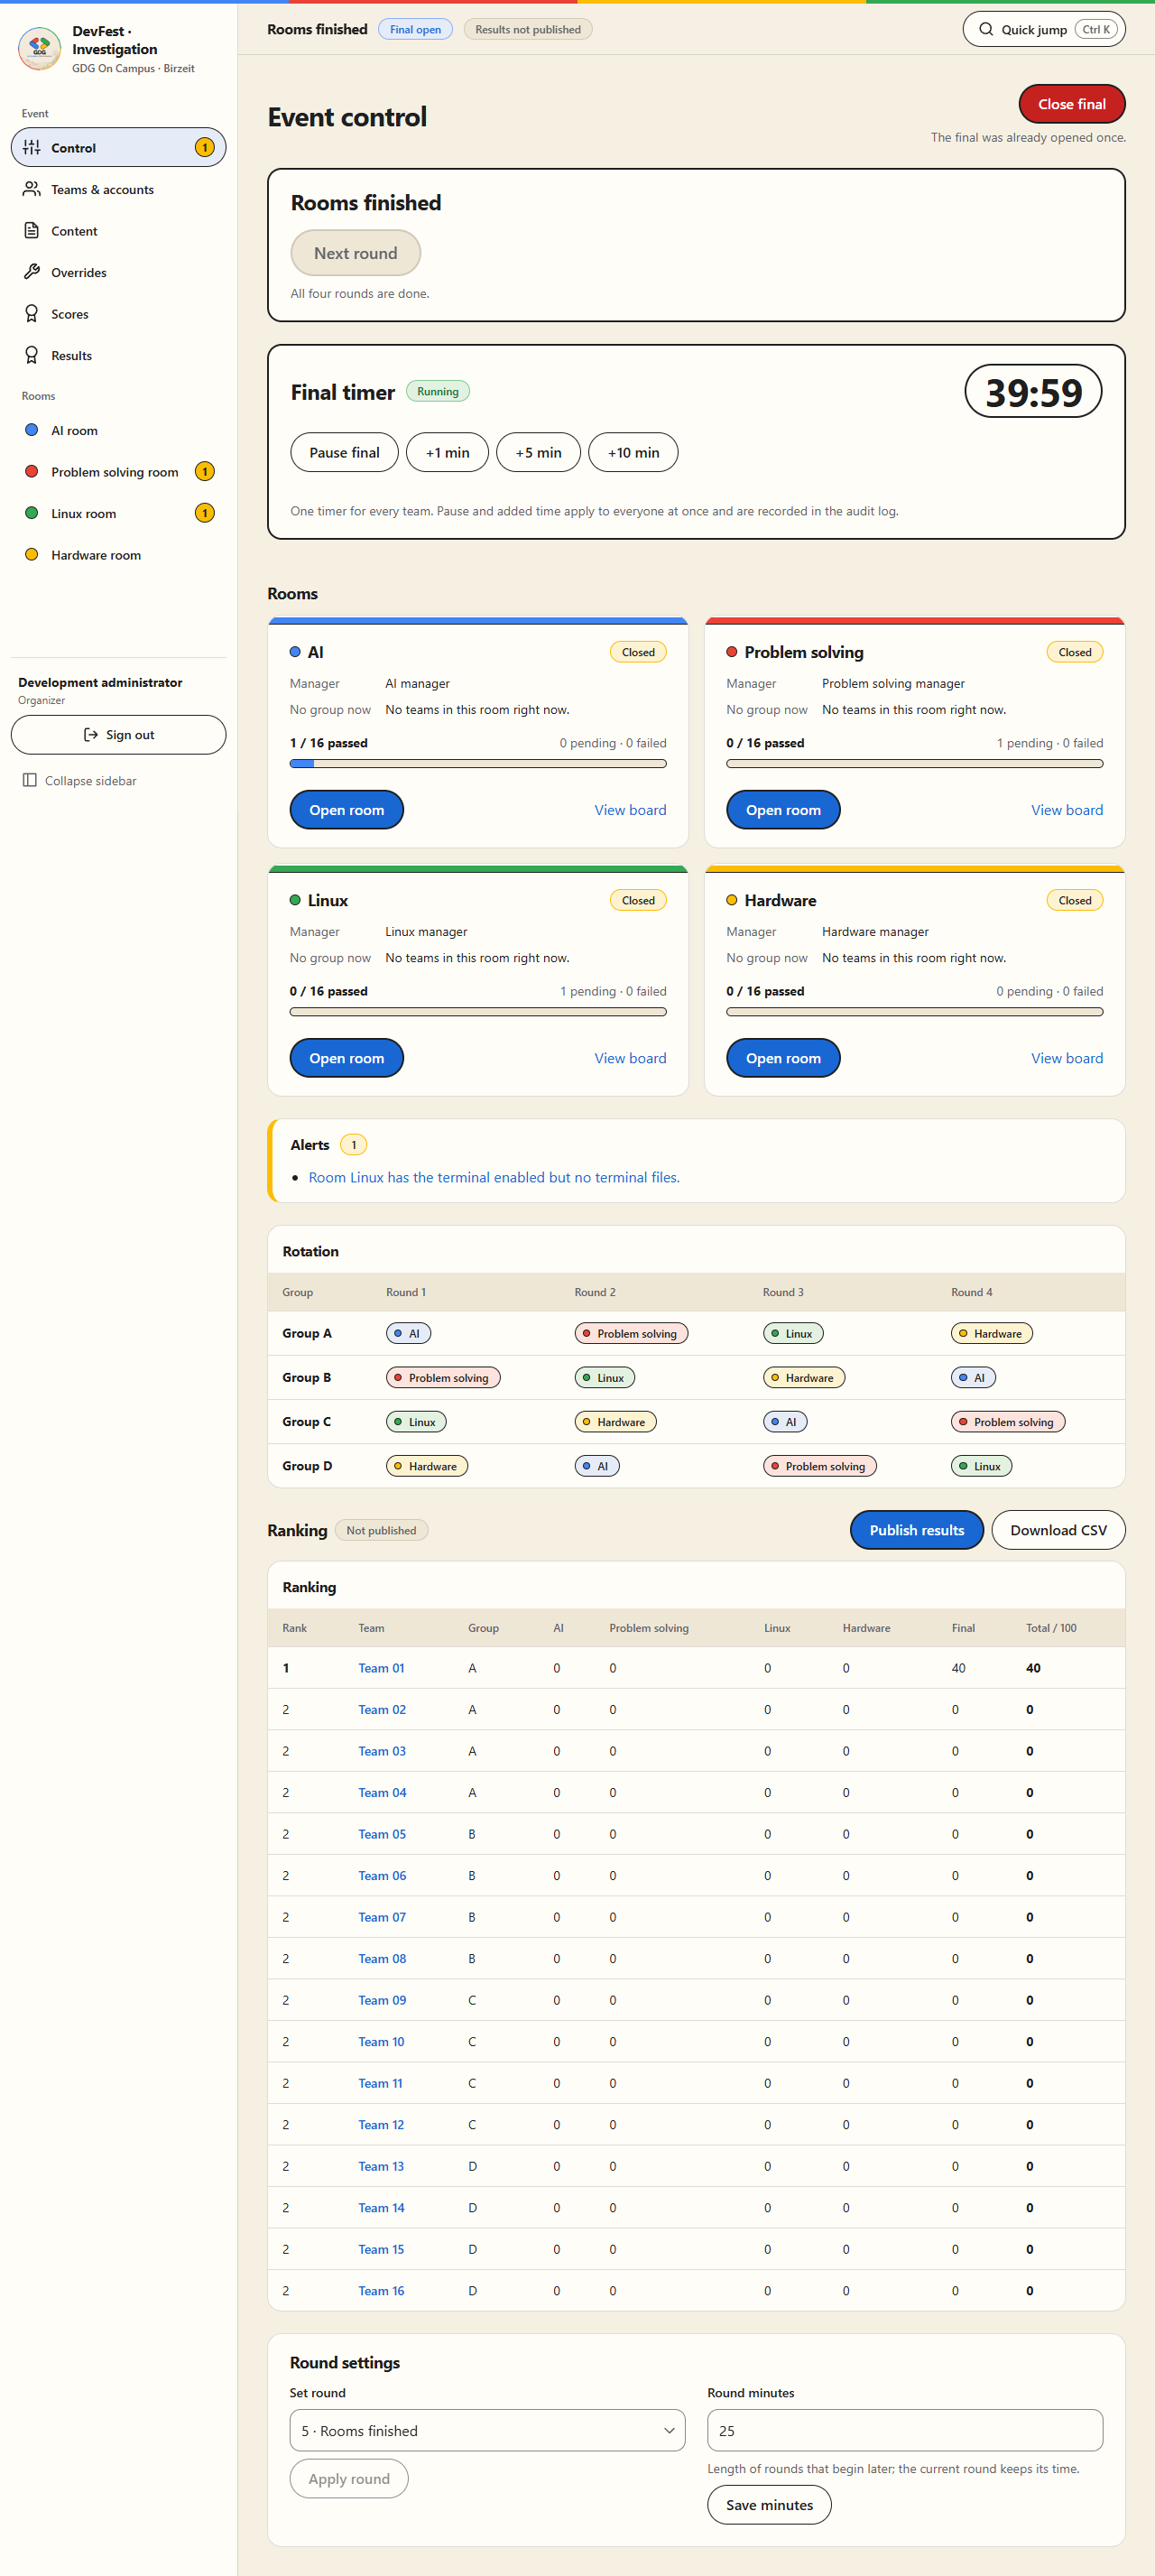 DevFest ·
Investigation
GDG On Campus · Birzeit
GDG
Event
Control 1
Teams & accounts
Content
Overrides
Scores
Results
Rooms
AI room
Problem solving room 1
Linux room 1
Hardware room
Development administrator
Organizer
Sign out
Collapse sidebar
Rooms finished Final open Results not published Quick jump Ctrl K
Event control Close final
The final was already opened once.
Rooms finished
Next round
All four rounds are done.
Final timer Running 39:59
Pause final +1 min +5 min +10 min
One timer for every team. Pause and added time apply to everyone at once and are recorded in the audit log.
Rooms
AI Closed
Manager AI manager
No group now No teams in this room right now.
1 / 16 passed 0 pending · 0 failed
Open room View board
Problem solving Closed
Manager Problem solving manager
No group now No teams in this room right now.
0 / 16 passed 1 pending · 0 failed
Open room View board
Linux Closed
Manager Linux manager
No group now No teams in this room right now.
0 / 16 passed 1 pending · 0 failed
Open room View board
Hardware Closed
Manager Hardware manager
No group now No teams in this room right now.
0 / 16 passed 0 pending · 0 failed
Open room View board
Alerts 1
Room Linux has the terminal enabled but no terminal files.
Rotation
Group Round 1 Round 2 Round 3 Round 4
Group A AI Problem solving Linux Hardware
Group B Problem solving Linux Hardware AI
Group C Linux Hardware AI Problem solving
Group D Hardware AI Problem solving Linux
Ranking Not published Publish results Download CSV
Ranking
Rank Team Group AI Problem solving Linux Hardware Final Total / 100
1 Team 01 A 0 0 0 0 40 40
2 Team 02 A 0 0 0 0 0 0
2 Team 03 A 0 0 0 0 0 0
2 Team 04 A 0 0 0 0 0 0
2 Team 05 B 0 0 0 0 0 0
2 Team 06 B 0 0 0 0 0 0
2 Team 07 B 0 0 0 0 0 0
2 Team 08 B 0 0 0 0 0 0
2 Team 09 C 0 0 0 0 0 0
2 Team 10 C 0 0 0 0 0 0
2 Team 11 C 0 0 0 0 0 0
2 Team 12 C 0 0 0 0 0 0
2 Team 13 D 0 0 0 0 0 0
2 Team 14 D 0 0 0 0 0 0
2 Team 15 D 0 0 0 0 0 0
2 Team 16 D 0 0 0 0 0 0
Round settings
Set round
5 · Rooms finished
Apply round
Round minutes
25
Length of rounds that begin later; the current round keeps its time.
Save minutes